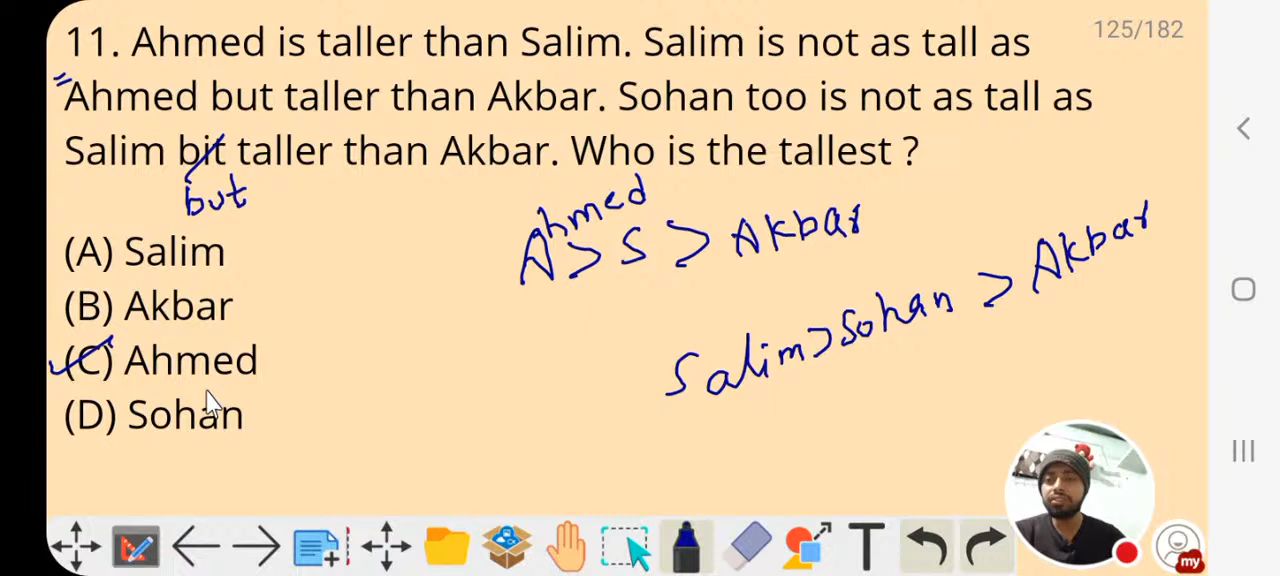 125/182
11. Ahmed is taller than Salim. Salim is not as tall as
Ahmed but taller than Akbar. Sohan too is not as tall as
Salim bit taller than Akbar. Who is the tallest ?
but
(A) Salim
(B) Akbar
(C) Ahmed
(D) Sohan
Ahmed
A > S > Akbar
Salim > Sohan > Akbar
T
my